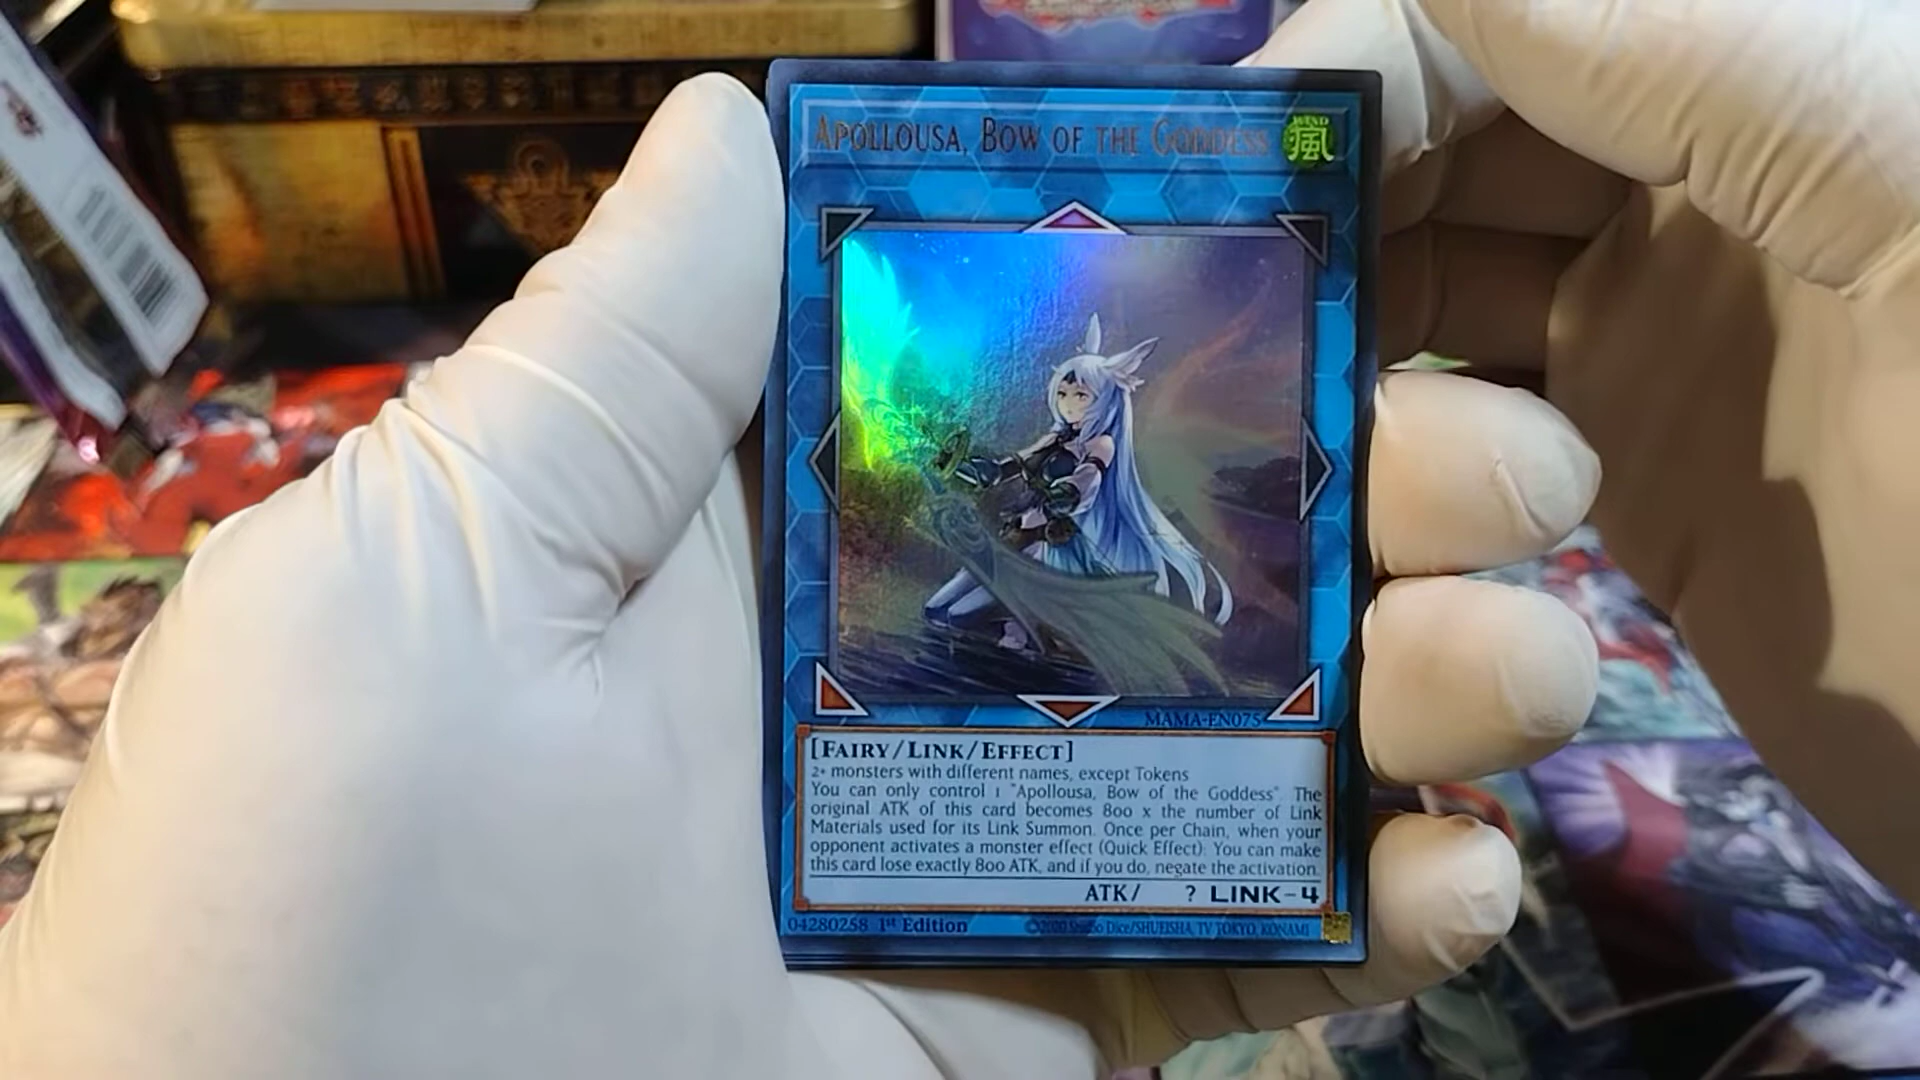 APOLLOUSA, BOW OF THE GODDESS
WIND
風
MAMA-EN075
[FAIRY/LINK/EFFECT]
2+ monsters with different names, except Tokens
You can only control 1 "Apollousa, Bow of the Goddess". The
original ATK of this card becomes 800 x the number of Link
Materials used for its Link Summon. Once per Chain, when your
opponent activates a monster effect (Quick Effect): You can make
this card lose exactly 800 ATK, and if you do, negate the activation.
ATK/ ? LINK-4
04280258 1st Edition
Dice/SHUEISHA, TV TOKYO, KONAMI